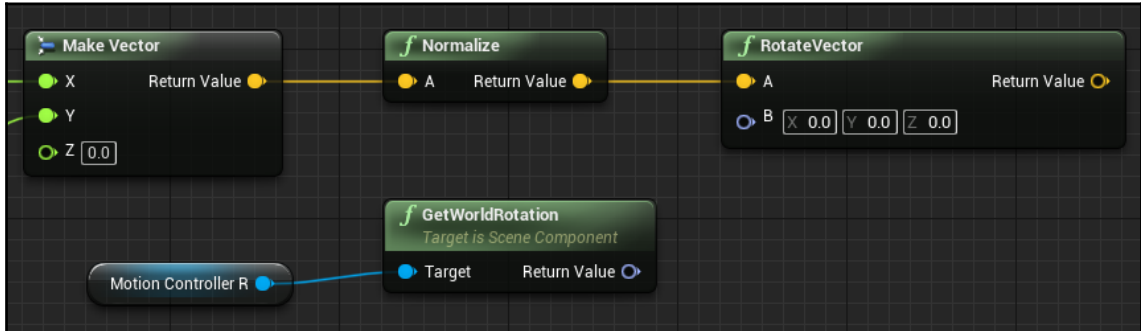 Make Vector
X Return Value
Y
Z 0.0
f Normalize
A Return Value
f RotateVector
A Return Value
B X 0.0 Y 0.0 Z 0.0
f GetWorldRotation
Target is Scene Component
Target Return Value
Motion Controller R